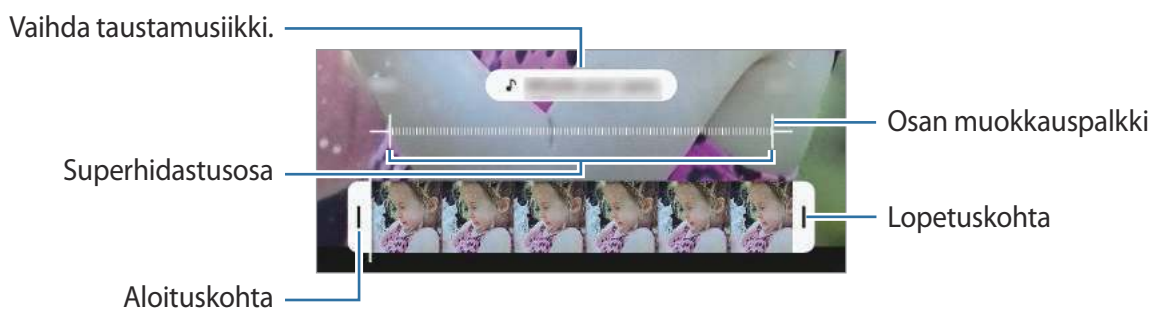 Vaihda taustamusiikki.
Osan muokkauspalkki
Superhidastusosa
Lopetuskohta
Aloituskohta